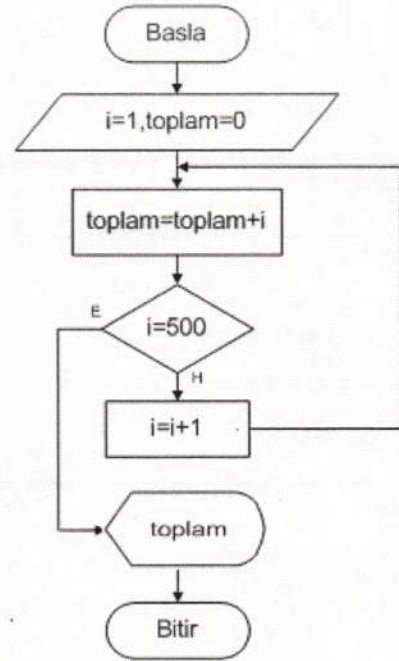 Basla
i=1,toplam=0
toplam=toplam+i
E
i=500
H
i=i+1
toplam
Bitir